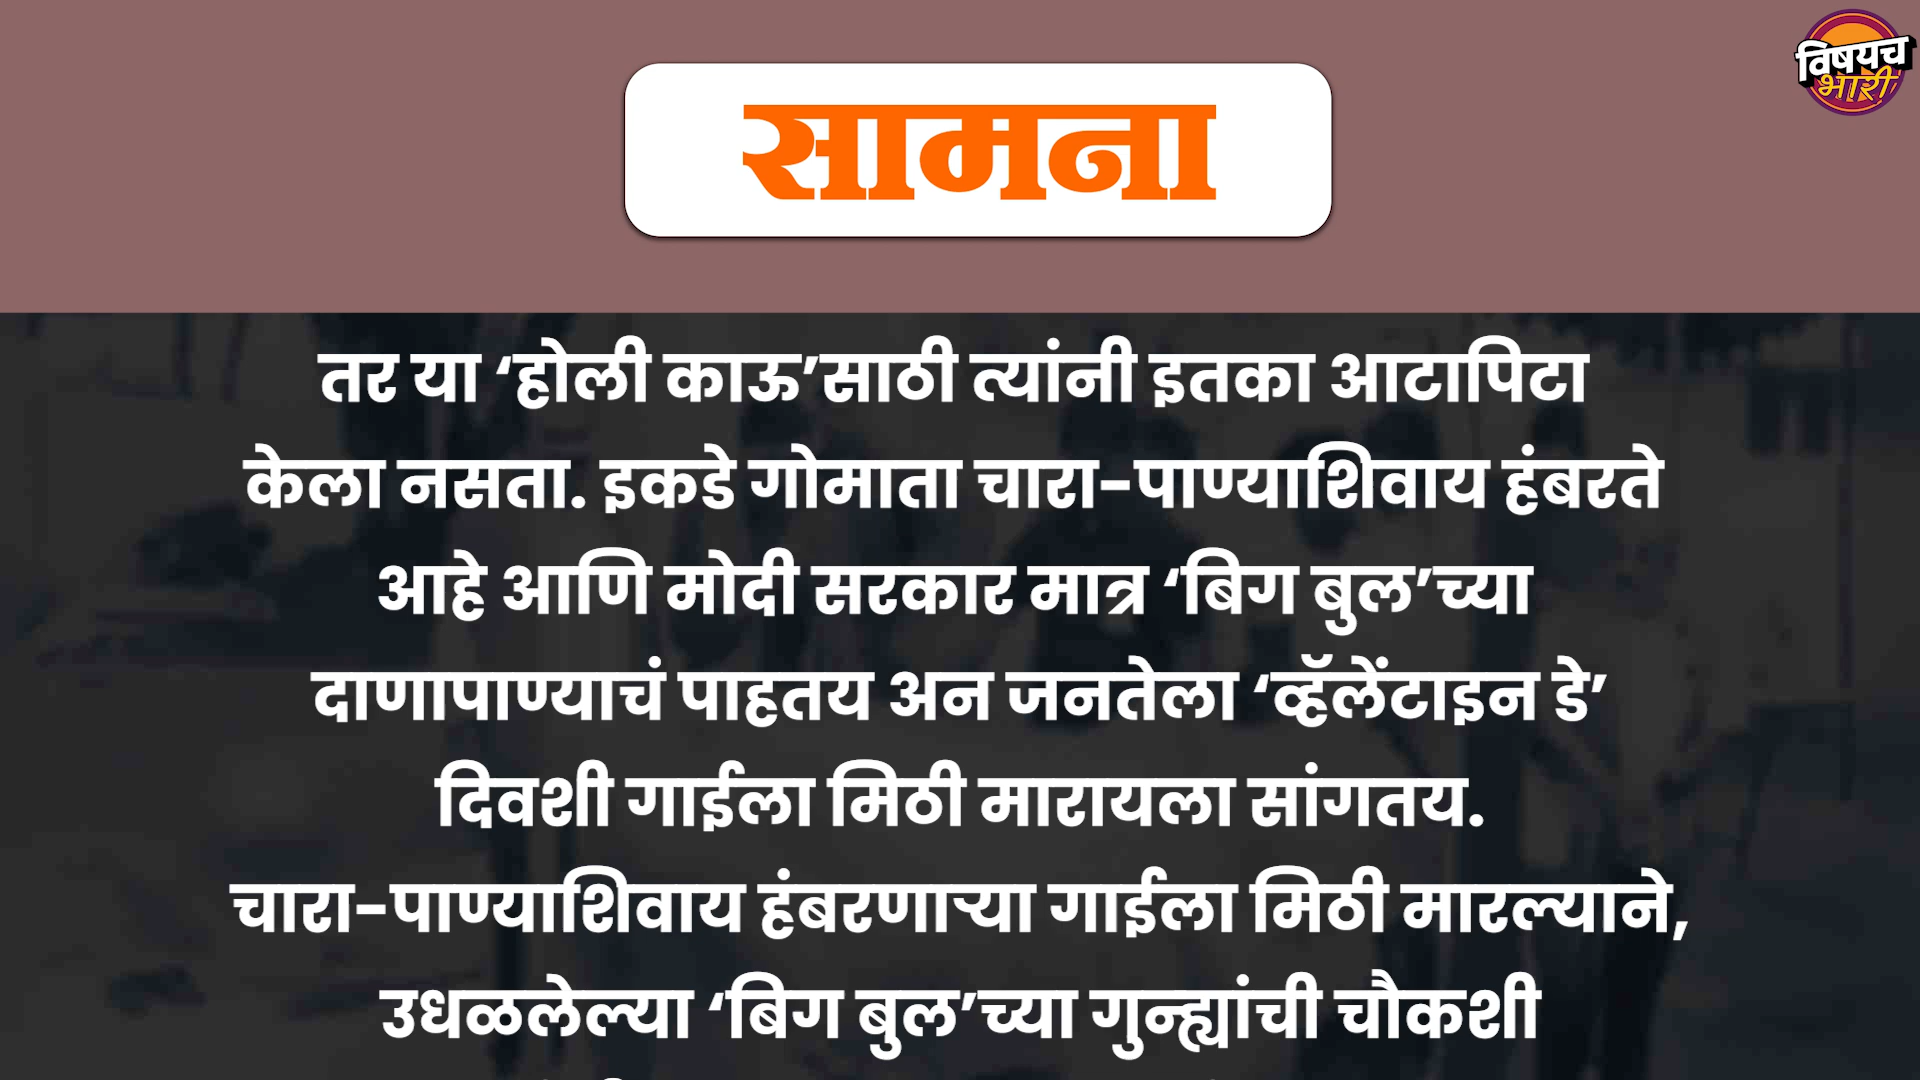 विषयच
भारी
सामना
तर या ‘होली काऊ’साठी त्यांनी इतका आटापिटा
केला नसता. इकडे गोमाता चारा-पाण्याशिवाय हंबरते
आहे आणि मोदी सरकार मात्र ‘बिग बुल’च्या
दाणापाण्याचं पाहतय अन जनतेला ‘व्हॅलेंटाइन डे’
दिवशी गाईला मिठी मारायला सांगतय.
चारा-पाण्याशिवाय हंबरणाऱ्या गाईला मिठी मारल्याने,
उधळलेल्या ‘बिग बुल’च्या गुन्ह्यांची चौकशी